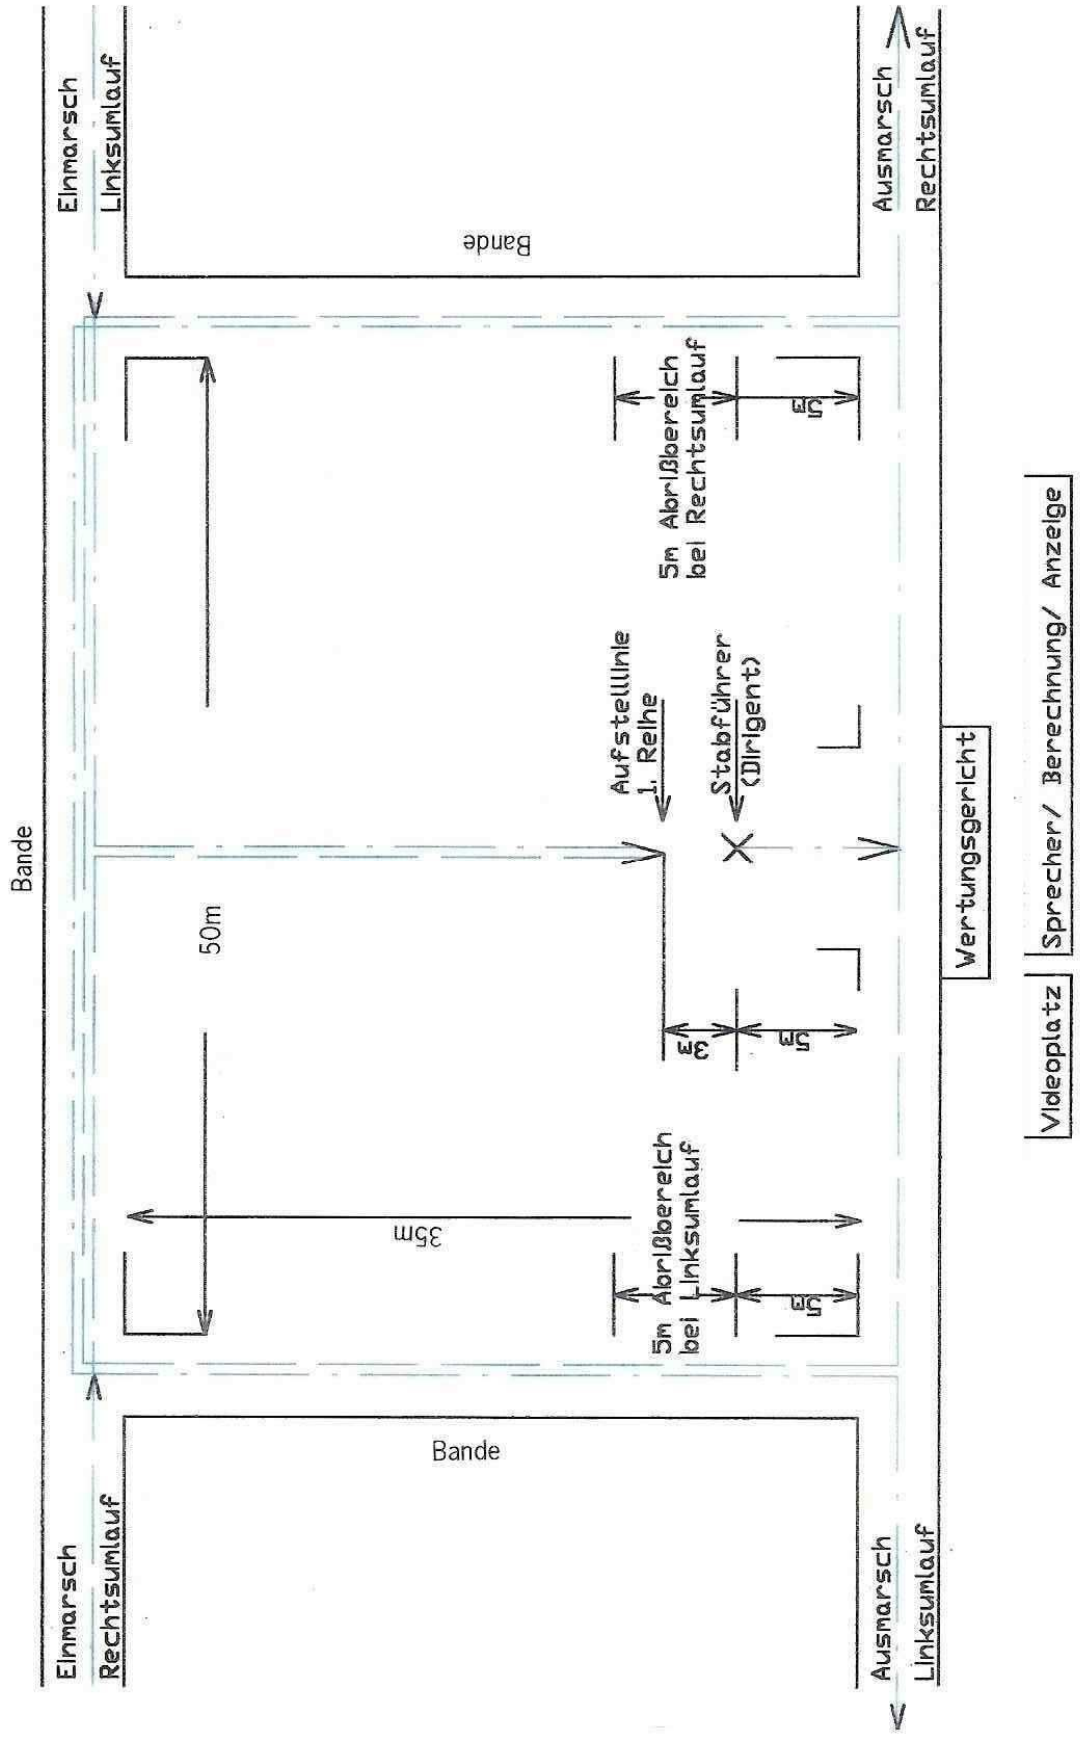 Bande
Einmarsch
Rechtsumlauf
Einmarsch
Linksumlauf
50m
35m
Bande
Bande
Aufstelllinie
1. Reihe
5m Abrißbereich
bei Linksumlauf
3m
Stabführer
(Dirigent)
5m Abrißbereich
bei Rechtsumlauf
5m
5m
5m
Ausmarsch
Linksumlauf
Ausmarsch
Rechtsumlauf
Wertungsgericht
Videoplatz
Sprecher/ Berechnung/ Anzeige